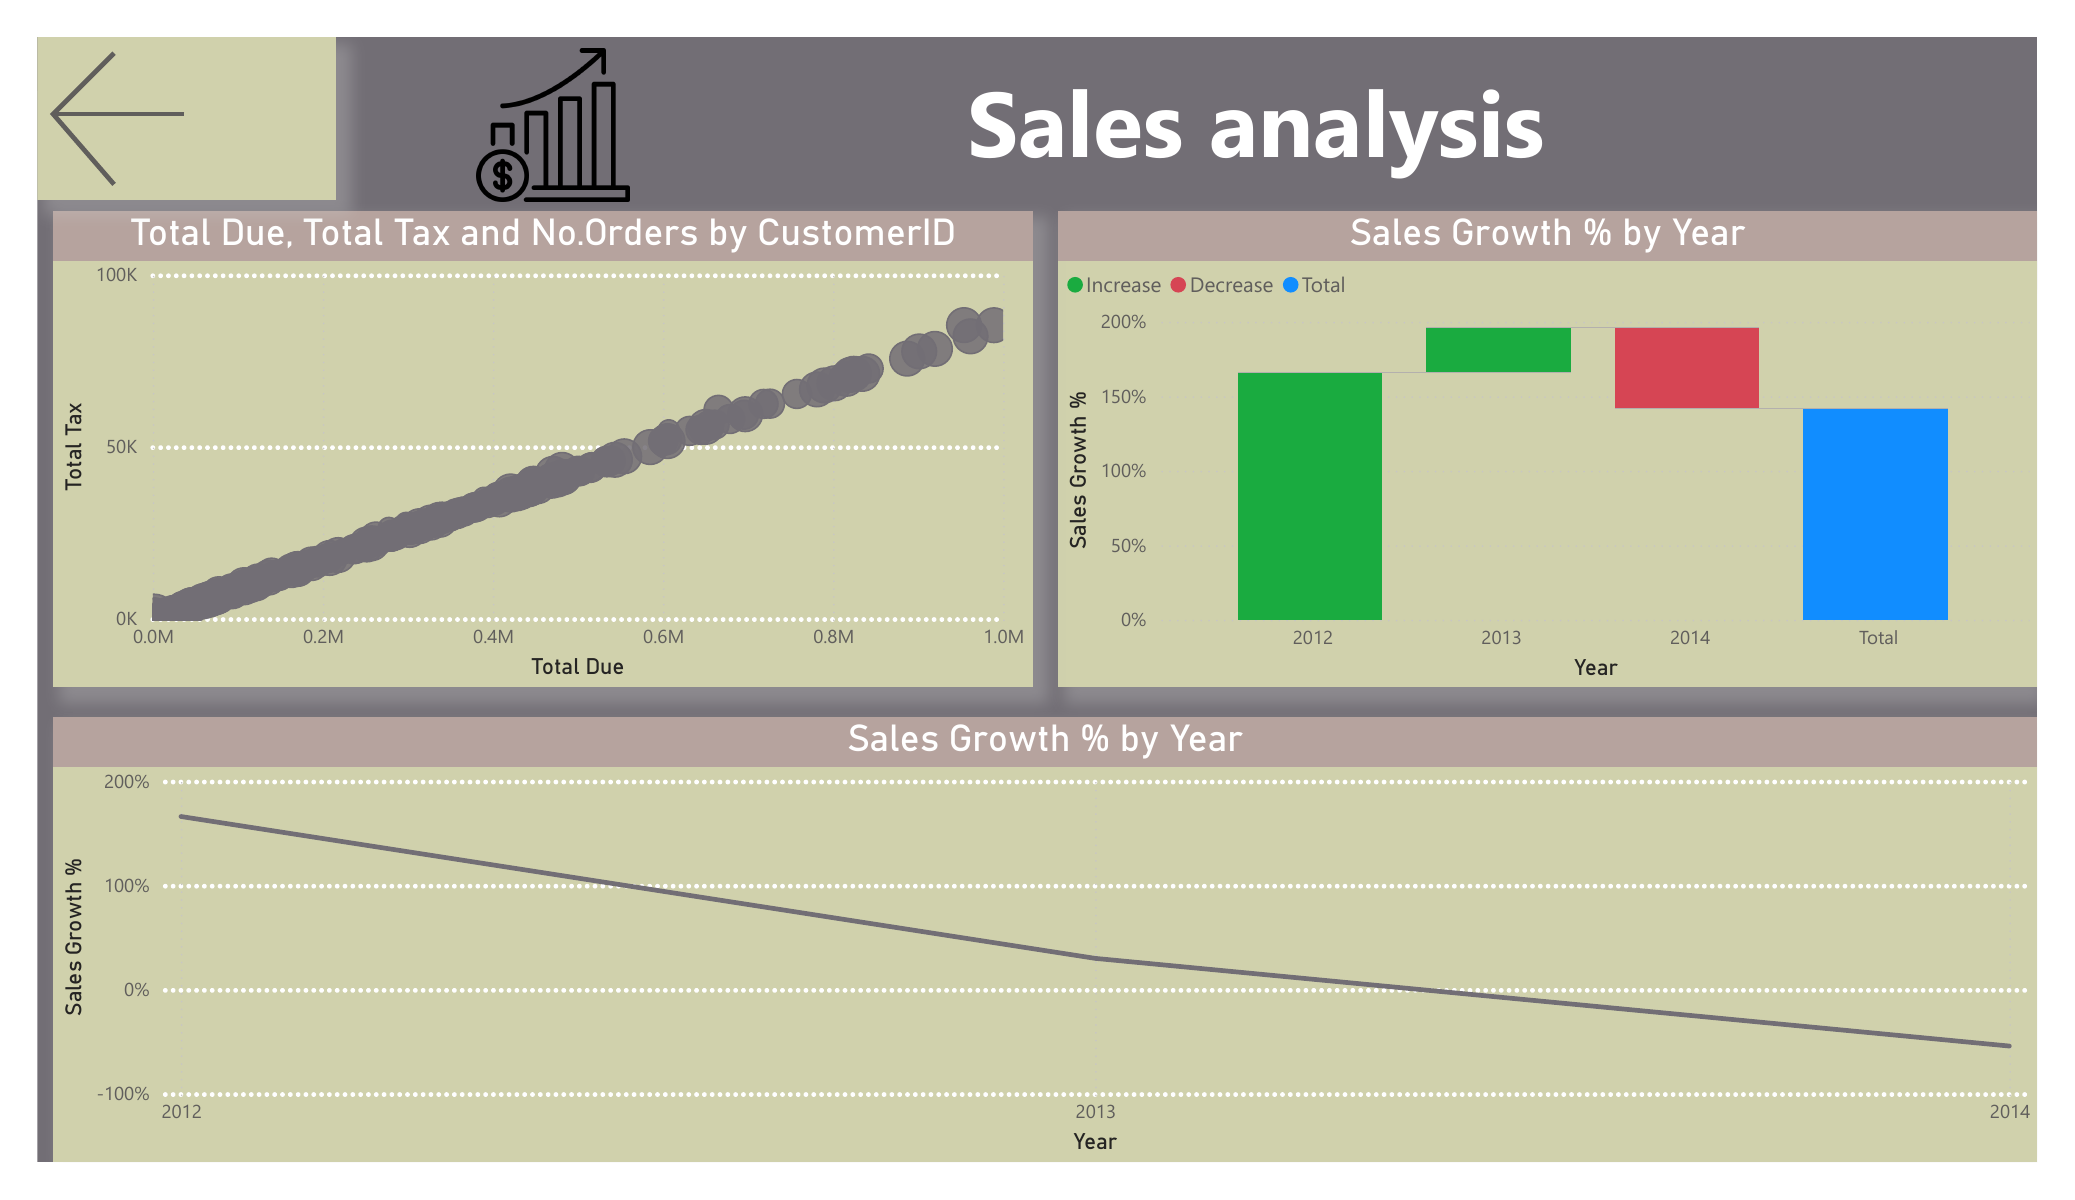 Sales analysis
$
Total Due, Total Tax and No.Orders by CustomerID
100K
50K
0K
Total Tax
0.0M 0.2M 0.4M 0.6M 0.8M 1.0M
Total Due
Sales Growth % by Year
Increase Decrease Total
200%
150%
100%
50%
0%
Sales Growth %
2012 2013 2014 Total
Year
Sales Growth % by Year
200%
100%
0%
-100%
Sales Growth %
2012 2013 2014
Year